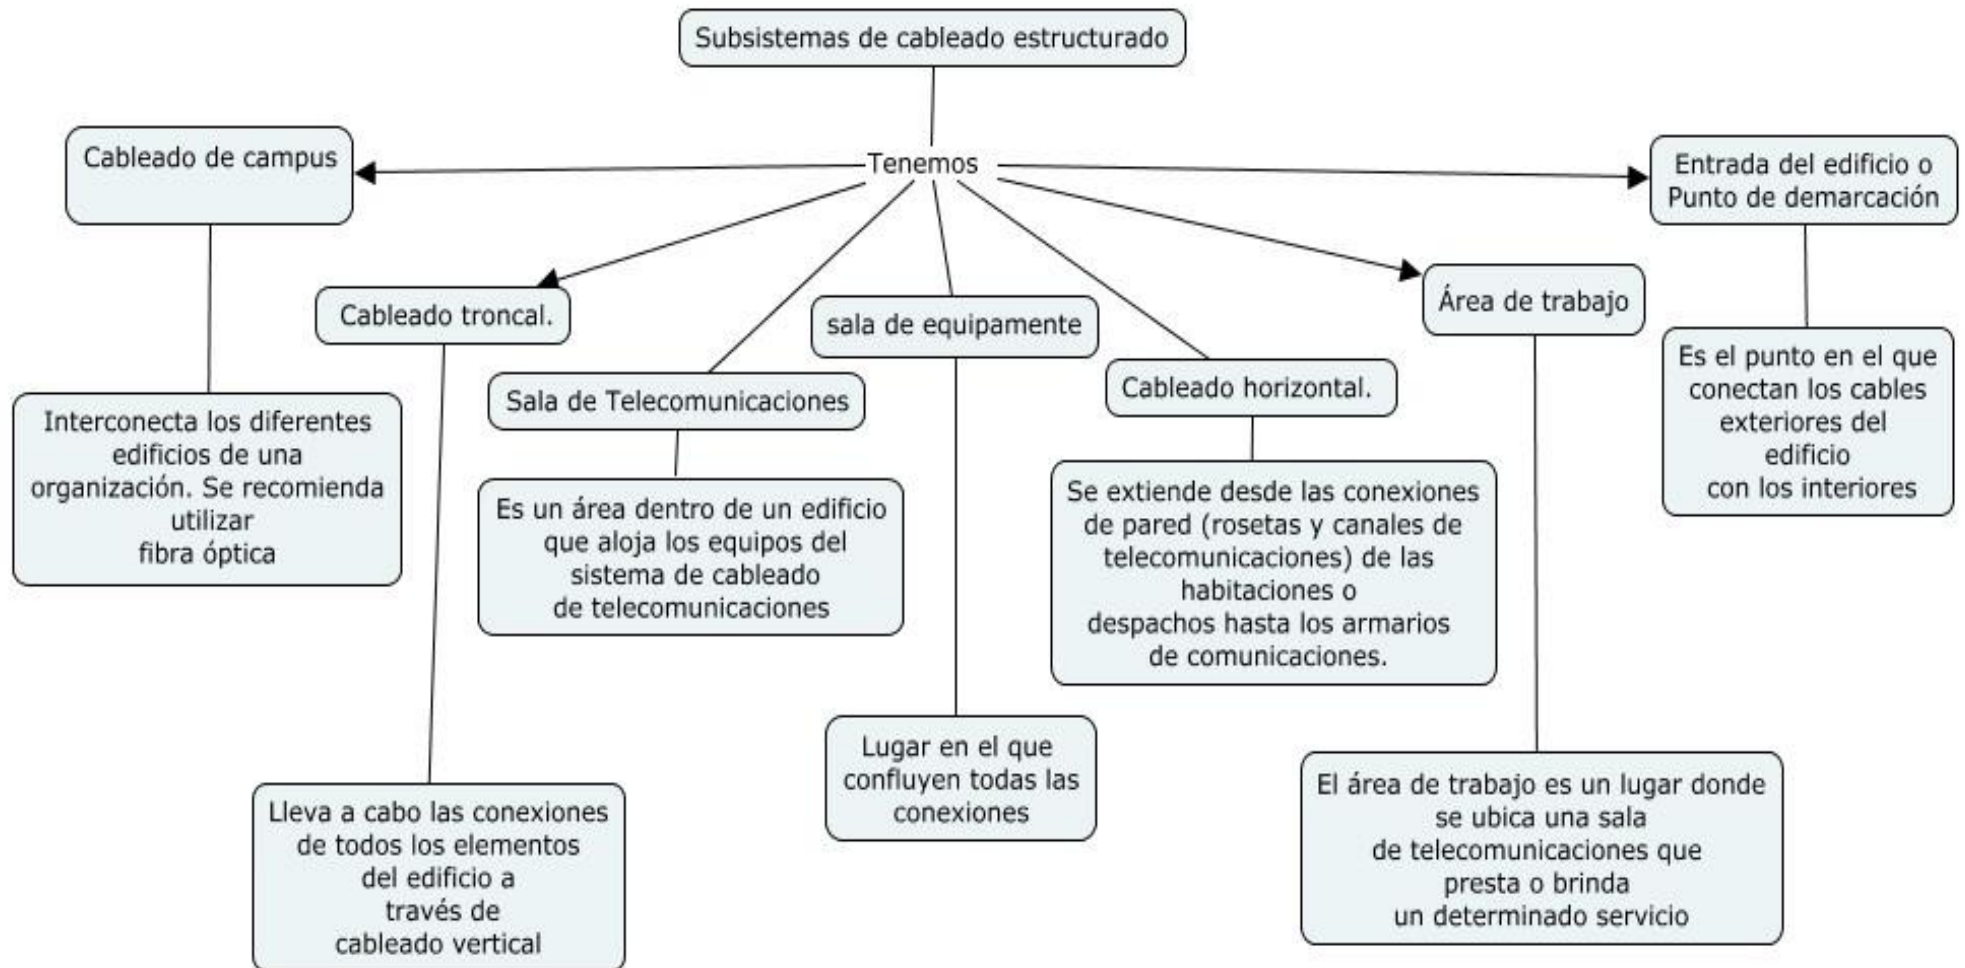 Subsistemas de cableado estructurado
Tenemos
Cableado de campus
Interconecta los diferentes
edificios de una
organización. Se recomienda
utilizar
fibra óptica
Cableado troncal.
Lleva a cabo las conexiones
de todos los elementos
del edificio a
través de
cableado vertical
Sala de Telecomunicaciones
Es un área dentro de un edificio
que aloja los equipos del
sistema de cableado
de telecomunicaciones
sala de equipamente
Lugar en el que
confluyen todas las
conexiones
Cableado horizontal.
Se extiende desde las conexiones
de pared (rosetas y canales de
telecomunicaciones) de las
habitaciones o
despachos hasta los armarios
de comunicaciones.
Área de trabajo
El área de trabajo es un lugar donde
se ubica una sala
de telecomunicaciones que
presta o brinda
un determinado servicio
Entrada del edificio o
Punto de demarcación
Es el punto en el que
conectan los cables
exteriores del
edificio
con los interiores